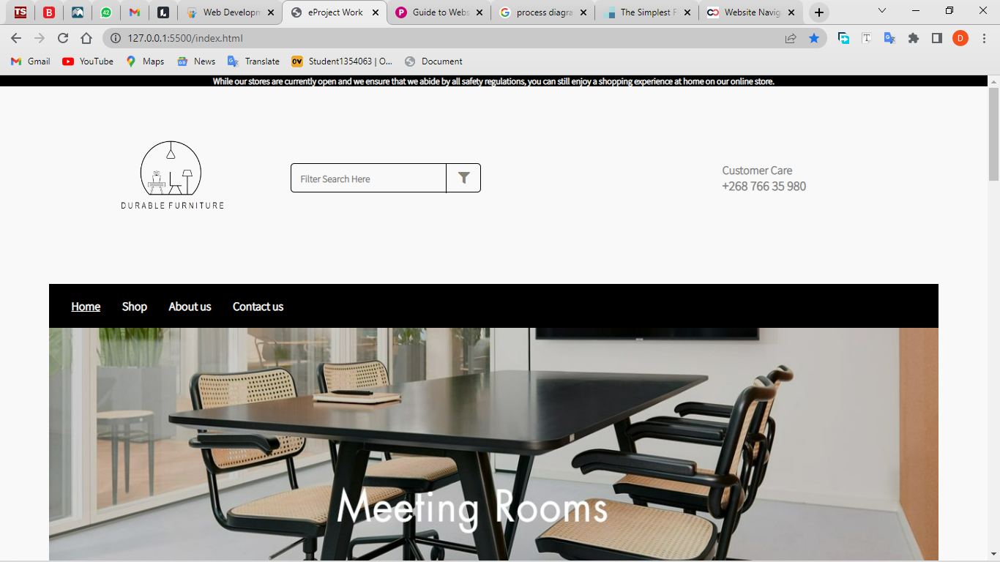 TS
B
42
L
Web Developm
eProject Work
P
Guide to Webs
process diagra
The Simplest F
Website Navig
127.0.0.1:5500/index.html
T
D
Gmail
YouTube
Maps
News
Translate
OV
Student1354063 | O...
Document
While our stores are currently open and we ensure that we abide by all safety regulations, you can still enjoy a shopping experience at home on our online store.
DURABLE FURNITURE
Filter Search Here
Customer Care
+268 766 35 980
Home Shop About us Contact us
Meeting Rooms